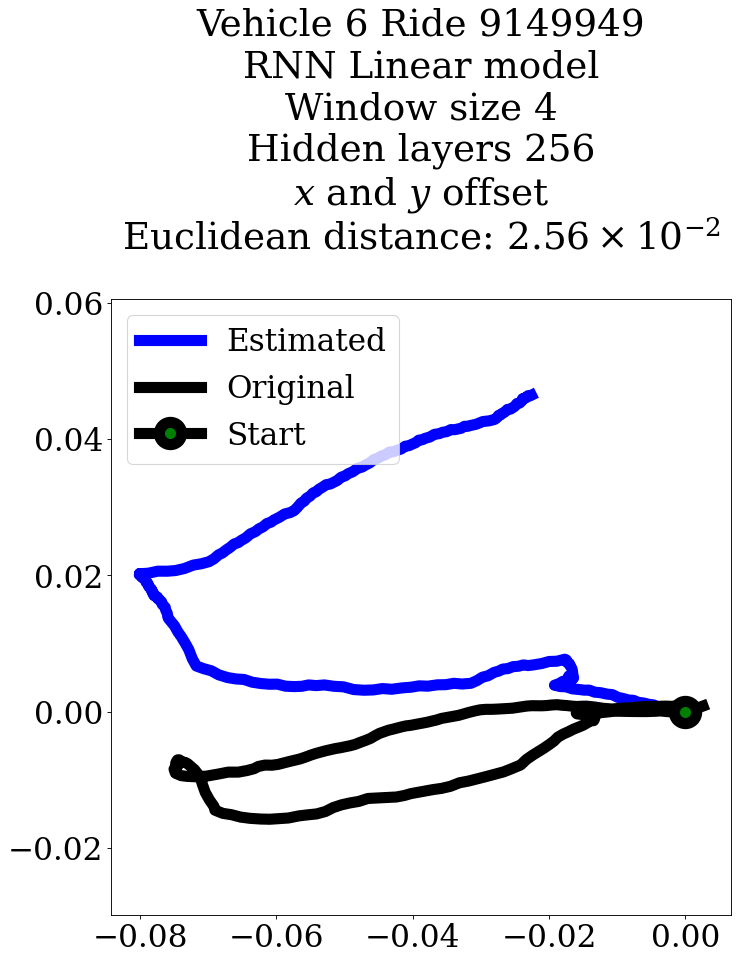 Vehicle 6 Ride 9149949
RNN Linear model
Window size 4
Hidden layers 256
x and y offset
Euclidean distance: 2.56 × 10⁻²
0.06
0.04
0.02
0.00
−0.02
Estimated
Original
Start
−0.08 −0.06 −0.04 −0.02 0.00